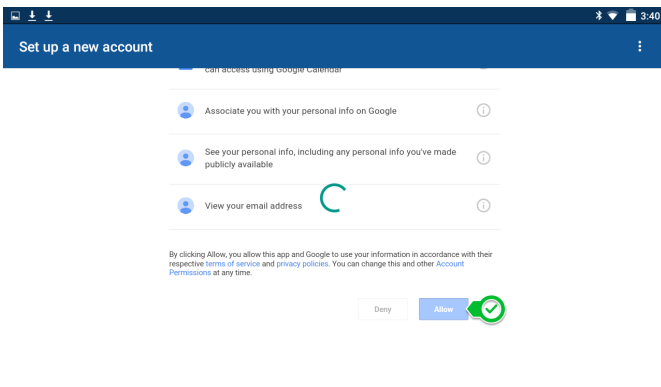 3:40
Set up a new account
can access using Google Calendar
Associate you with your personal info on Google
See your personal info, including any personal info you've made
publicly available
View your email address
By clicking Allow, you allow this app and Google to use your information in accordance with their
respective terms of service and privacy policies. You can change this and other Account
Permissions at any time.
Deny Allow